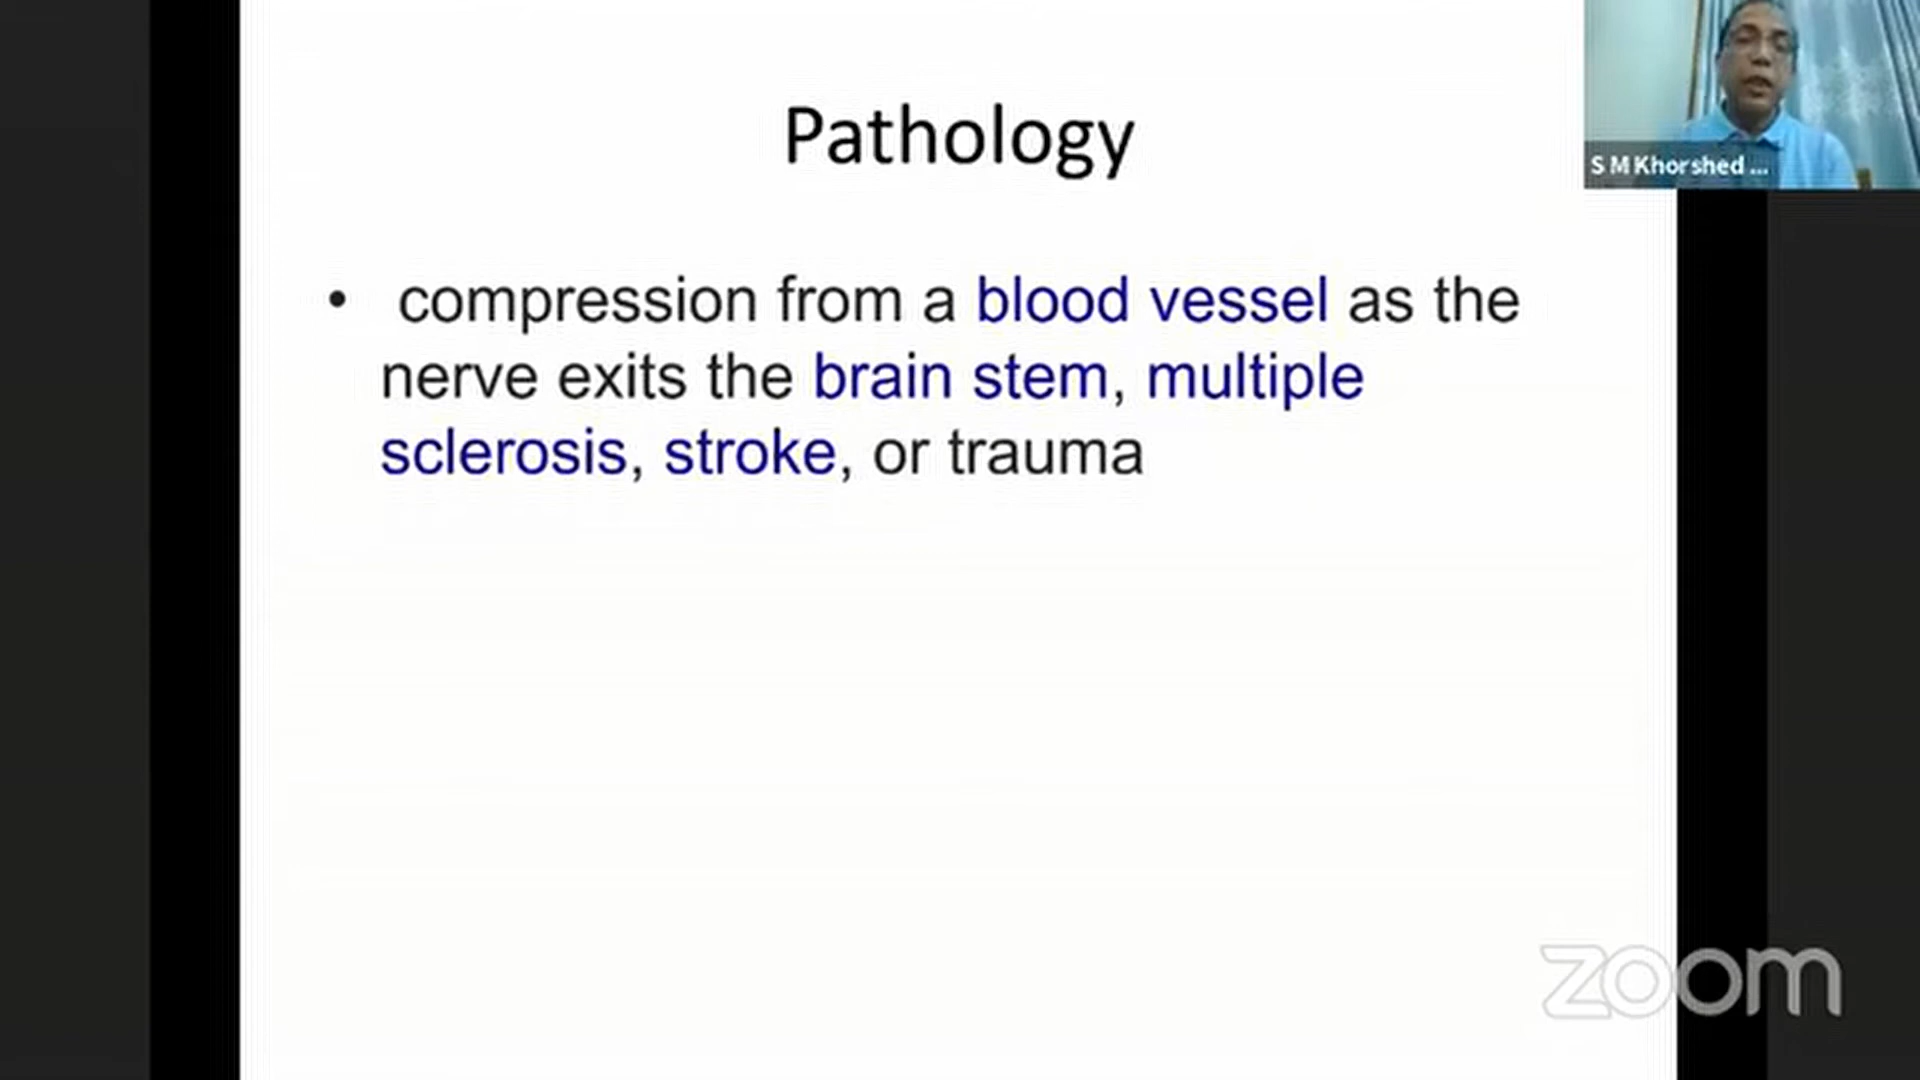 Pathology
• compression from a blood vessel as the
nerve exits the brain stem, multiple
sclerosis, stroke, or trauma
S M Khorshed ...
zoom